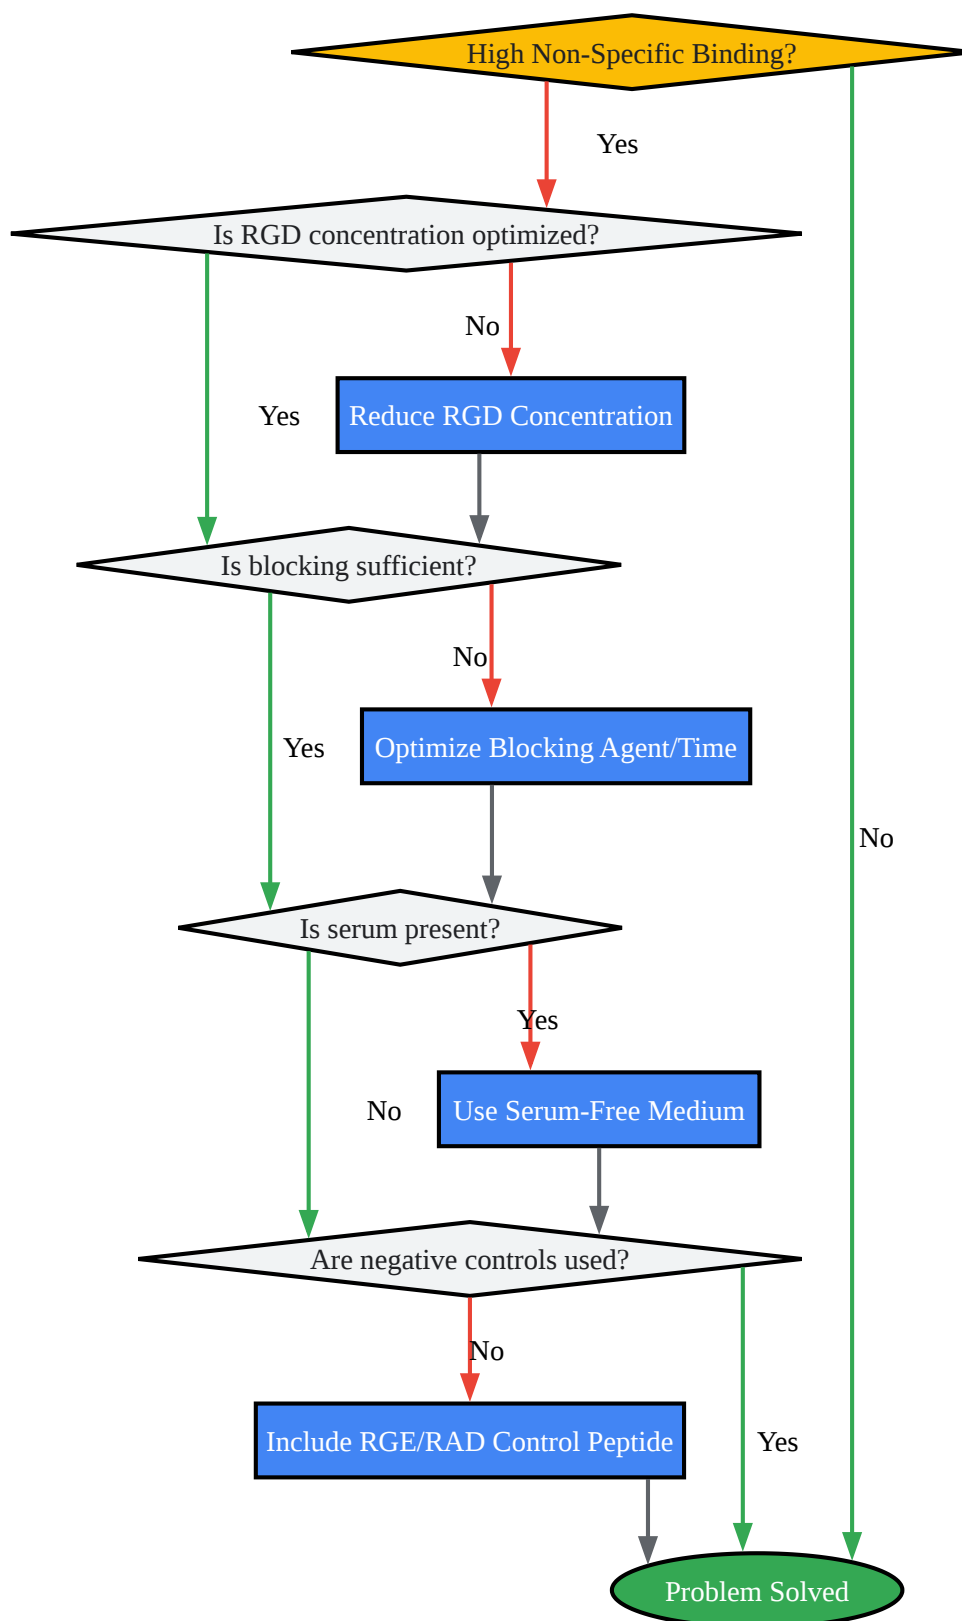 High Non-Specific Binding?
Yes
Is RGD concentration optimized?
No
Yes
Reduce RGD Concentration
Is blocking sufficient?
No
Yes
Optimize Blocking Agent/Time
No
Is serum present?
Yes
No
Use Serum-Free Medium
Are negative controls used?
No
Include RGE/RAD Control Peptide
Yes
Problem Solved